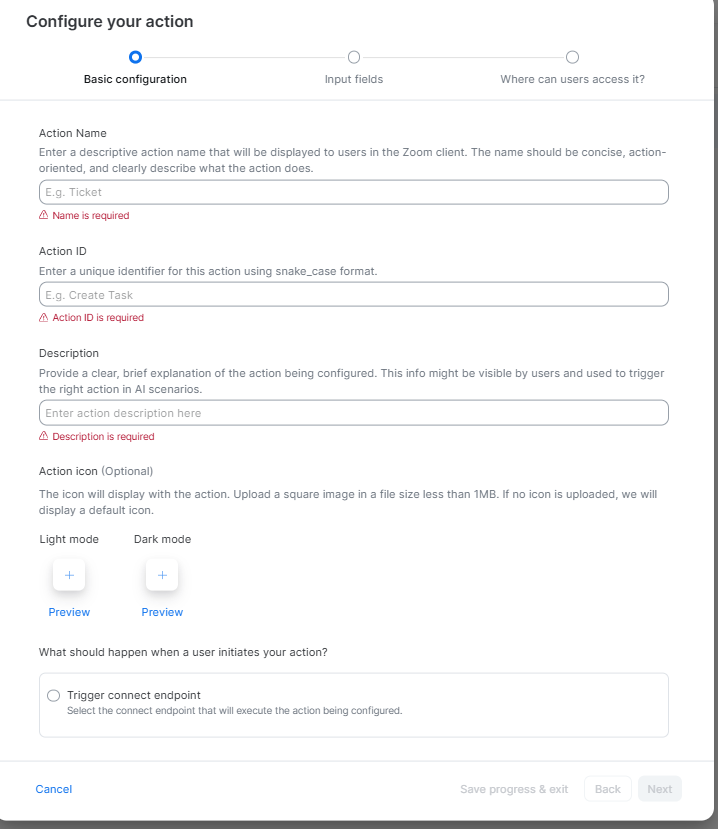 Configure your action
Basic configuration
Input fields
Where can users access it?
Action Name
Enter a descriptive action name that will be displayed to users in the Zoom client. The name should be concise, action-
oriented, and clearly describe what the action does.
E.g. Ticket
Name is required
Action ID
Enter a unique identifier for this action using snake_case format.
E.g. Create Task
Action ID is required
Description
Provide a clear, brief explanation of the action being configured. This info might be visible by users and used to trigger
the right action in AI scenarios.
Enter action description here
Description is required
Action icon (Optional)
The icon will display with the action. Upload a square image in a file size less than 1MB. If no icon is uploaded, we will
display a default icon.
Light mode
Dark mode
Preview
Preview
What should happen when a user initiates your action?
Trigger connect endpoint
Select the connect endpoint that will execute the action being configured.
Cancel
Save progress & exit
Back
Next